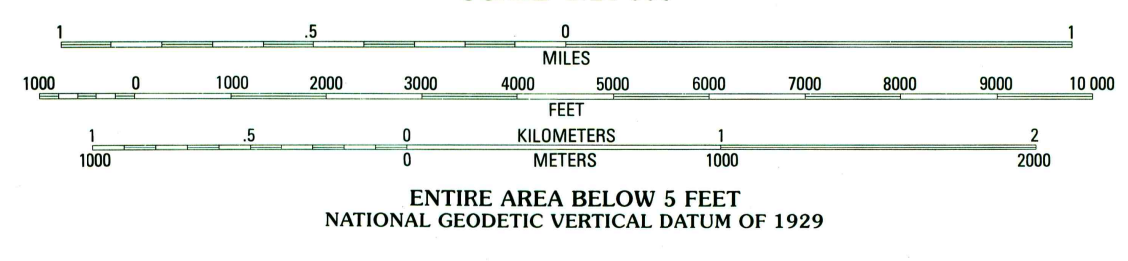 1 .5 0 1
MILES
1000 0 1000 2000 3000 4000 5000 6000 7000 8000 9000 10 000
FEET
1 .5 0 KILOMETERS 1 2
1000 0 METERS 1000 2000
ENTIRE AREA BELOW 5 FEET
NATIONAL GEODETIC VERTICAL DATUM OF 1929